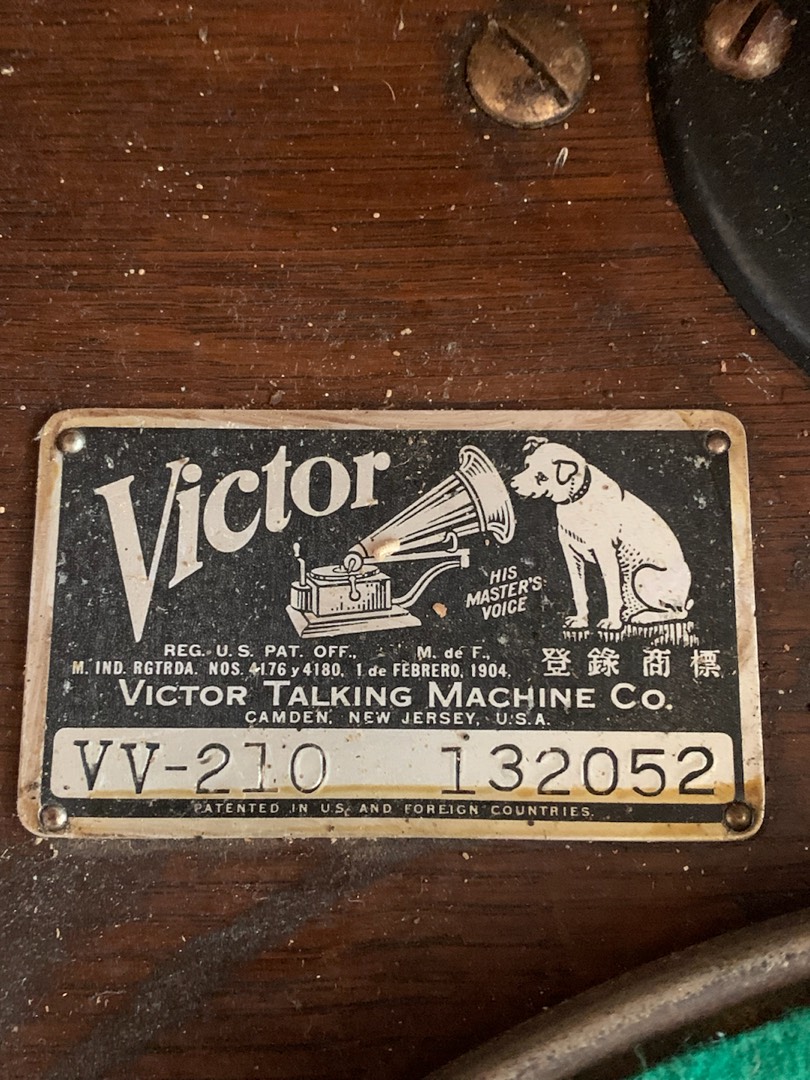 Victor
HIS
MASTER'S
VOICE
REG. U.S. PAT. OFF., M. de F.,
M. IND. RGTRDA. NOS. 4176 y 4180. 1 de FEBRERO, 1904. 登錄商標
VICTOR TALKING MACHINE CO.
CAMDEN, NEW JERSEY, U.S.A.
VV-210 132052
PATENTED IN U.S. AND FOREIGN COUNTRIES.